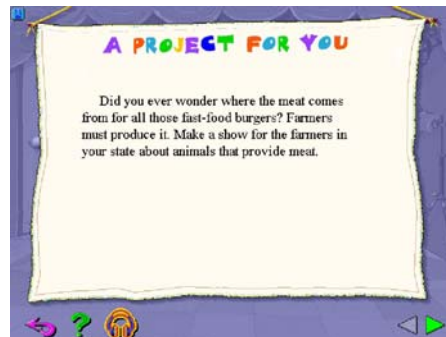 A PROJECT FOR YOU
Did you ever wonder where the meat comes
from for all those fast-food burgers? Farmers
must produce it. Make a show for the farmers in
your state about animals that provide meat.
?